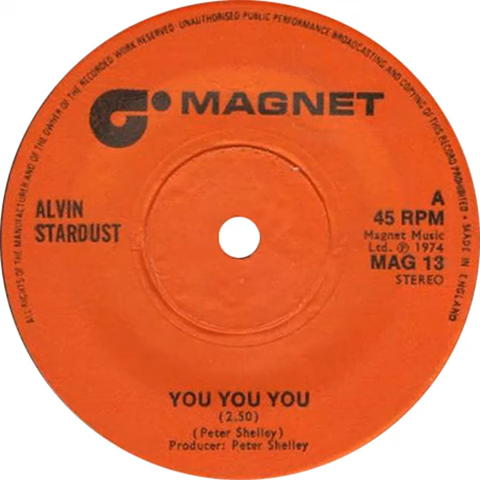 ALL RIGHTS OF THE MANUFACTURER AND OF THE OWNER OF THE RECORDED WORK RESERVED · UNAUTHORISED PUBLIC PERFORMANCE BROADCASTING AND COPYING OF THIS RECORD PROHIBITED · MADE IN ENGLAND
MAGNET
ALVIN
STARDUST
A
45 RPM
Magnet Music
Ltd. ℗ 1974
MAG 13
STEREO
YOU YOU YOU
(2.50)
(Peter Shelley)
Producer: Peter Shelley